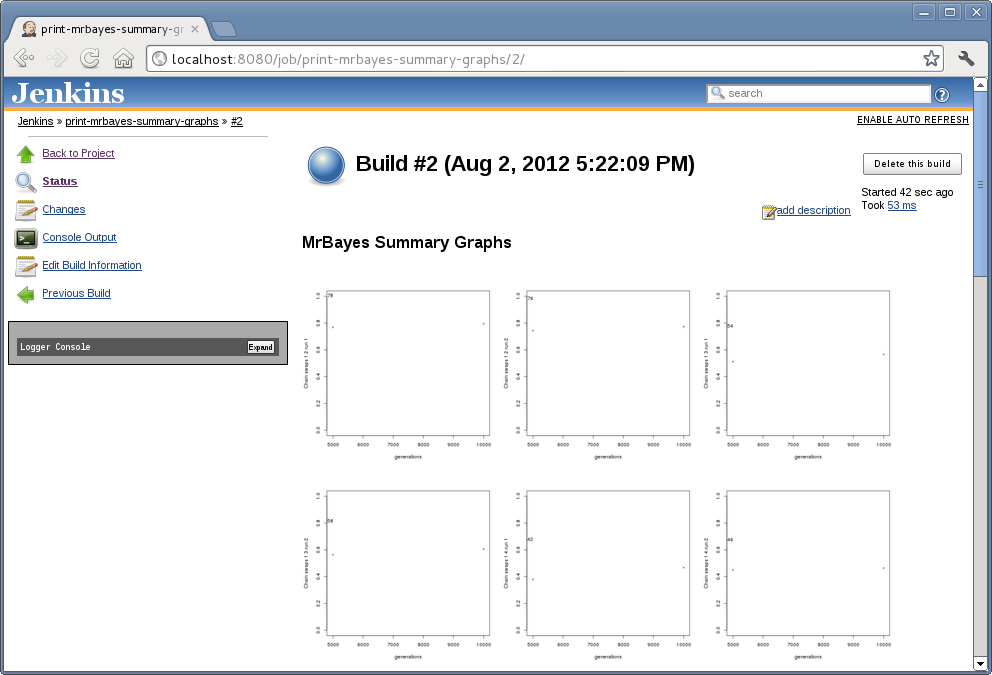 print-mrbayes-summary-gr
localhost:8080/job/print-mrbayes-summary-graphs/2/
Jenkins
search
?
Jenkins » print-mrbayes-summary-graphs » #2
ENABLE AUTO REFRESH
Back to Project
Status
Changes
Console Output
Edit Build Information
Previous Build
Logger Console
Expand
Build #2 (Aug 2, 2012 5:22:09 PM)
Delete this build
Started 42 sec ago
Took 53 ms
add description
MrBayes Summary Graphs
Chain swaps 1 2 run 1
1.0
0.8
0.6
0.4
0.2
0.0
78
5000 6000 7000 8000 9000 10000
generations
Chain swaps 1 2 run 2
1.0
0.8
0.6
0.4
0.2
0.0
76
5000 6000 7000 8000 9000 10000
generations
Chain swaps 1 3 run 1
1.0
0.8
0.6
0.4
0.2
0.0
54
5000 6000 7000 8000 9000 10000
generations
Chain swaps 1 3 run 2
1.0
0.8
0.6
0.4
0.2
0.0
58
5000 6000 7000 8000 9000 10000
generations
Chain swaps 1 4 run 1
1.0
0.8
0.6
0.4
0.2
0.0
42
5000 6000 7000 8000 9000 10000
generations
Chain swaps 1 4 run 2
1.0
0.8
0.6
0.4
0.2
0.0
48
5000 6000 7000 8000 9000 10000
generations